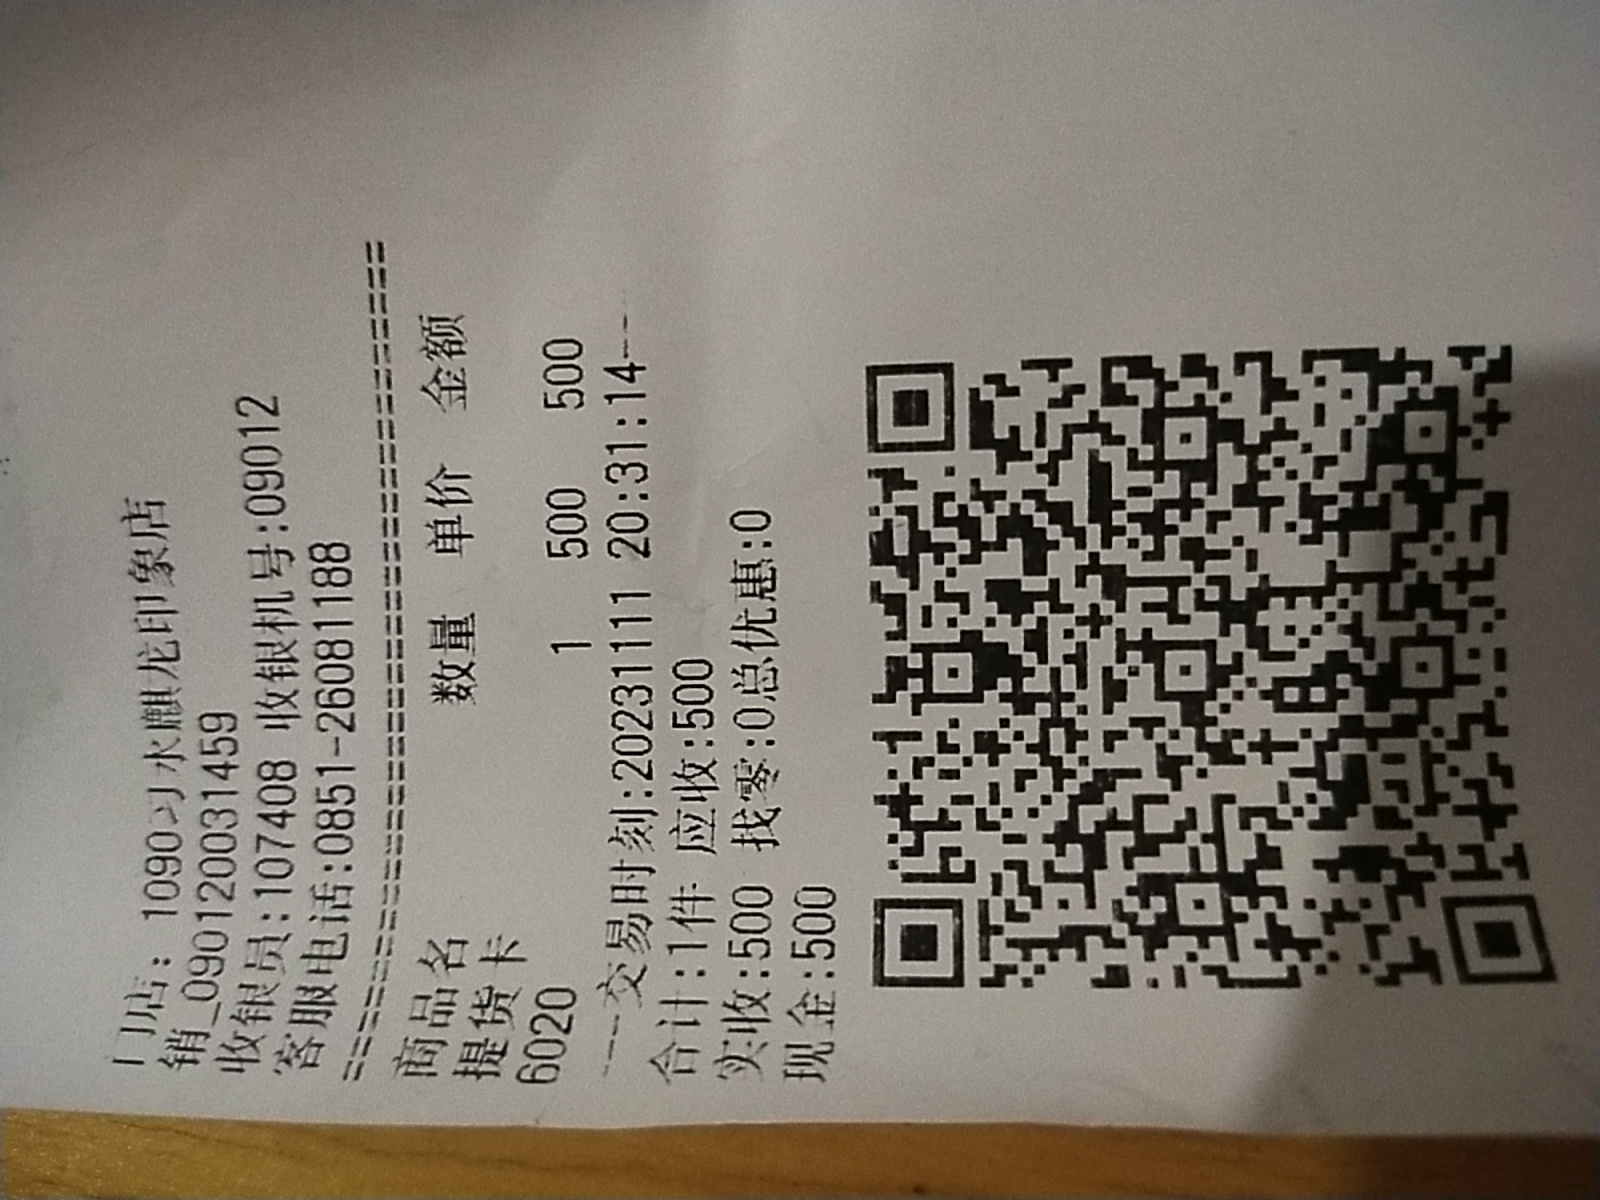 门店: 1090习水麒龙印象店
销_090120031459
收银员:107408 收银机号:09012
客服电话:0851-26081188
==============================
商品名 数量 单价 金额
提货卡
6020 1 500 500
---交易时刻:20231111 20:31:14---
合计:1件 应收:500
实收:500 找零:0总优惠:0
现金:500